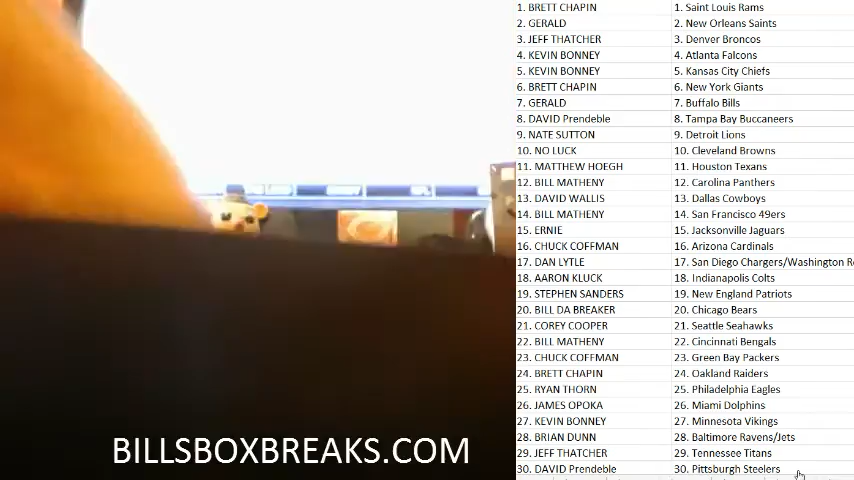 1. BRETT CHAPIN 1. Saint Louis Rams
2. GERALD 2. New Orleans Saints
3. JEFF THATCHER 3. Denver Broncos
4. KEVIN BONNEY 4. Atlanta Falcons
5. KEVIN BONNEY 5. Kansas City Chiefs
6. BRETT CHAPIN 6. New York Giants
7. GERALD 7. Buffalo Bills
8. DAVID Prendeble 8. Tampa Bay Buccaneers
9. NATE SUTTON 9. Detroit Lions
10. NO LUCK 10. Cleveland Browns
11. MATTHEW HOEGH 11. Houston Texans
12. BILL MATHENY 12. Carolina Panthers
13. DAVID WALLIS 13. Dallas Cowboys
14. BILL MATHENY 14. San Francisco 49ers
15. ERNIE 15. Jacksonville Jaguars
16. CHUCK COFFMAN 16. Arizona Cardinals
17. DAN LYTLE 17. San Diego Chargers/Washington R
18. AARON KLUCK 18. Indianapolis Colts
19. STEPHEN SANDERS 19. New England Patriots
20. BILL DA BREAKER 20. Chicago Bears
21. COREY COOPER 21. Seattle Seahawks
22. BILL MATHENY 22. Cincinnati Bengals
23. CHUCK COFFMAN 23. Green Bay Packers
24. BRETT CHAPIN 24. Oakland Raiders
25. RYAN THORN 25. Philadelphia Eagles
26. JAMES OPOKA 26. Miami Dolphins
27. KEVIN BONNEY 27. Minnesota Vikings
28. BRIAN DUNN 28. Baltimore Ravens/Jets
29. JEFF THATCHER 29. Tennessee Titans
30. DAVID Prendeble 30. Pittsburgh Steelers
BILLSBOXBREAKS.COM